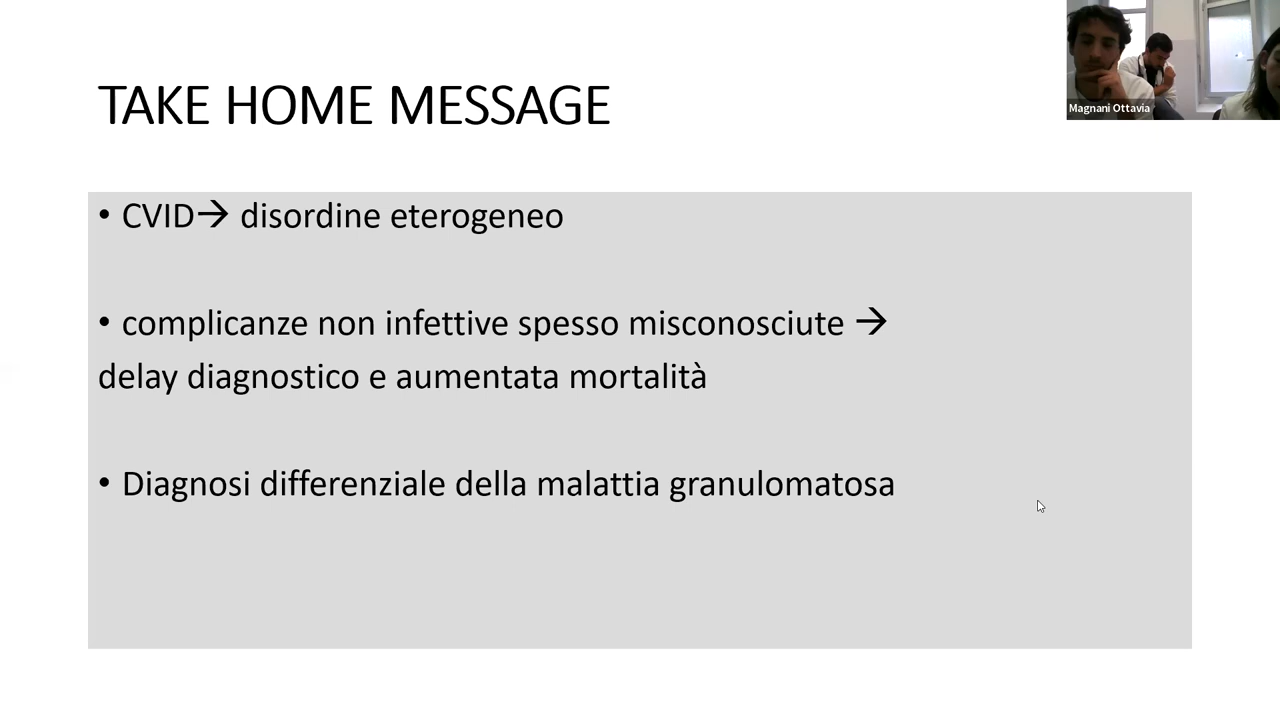 TAKE HOME MESSAGE
Magnani Ottavia
• CVID→ disordine eterogeneo
• complicanze non infettive spesso misconosciute →
delay diagnostico e aumentata mortalità
• Diagnosi differenziale della malattia granulomatosa